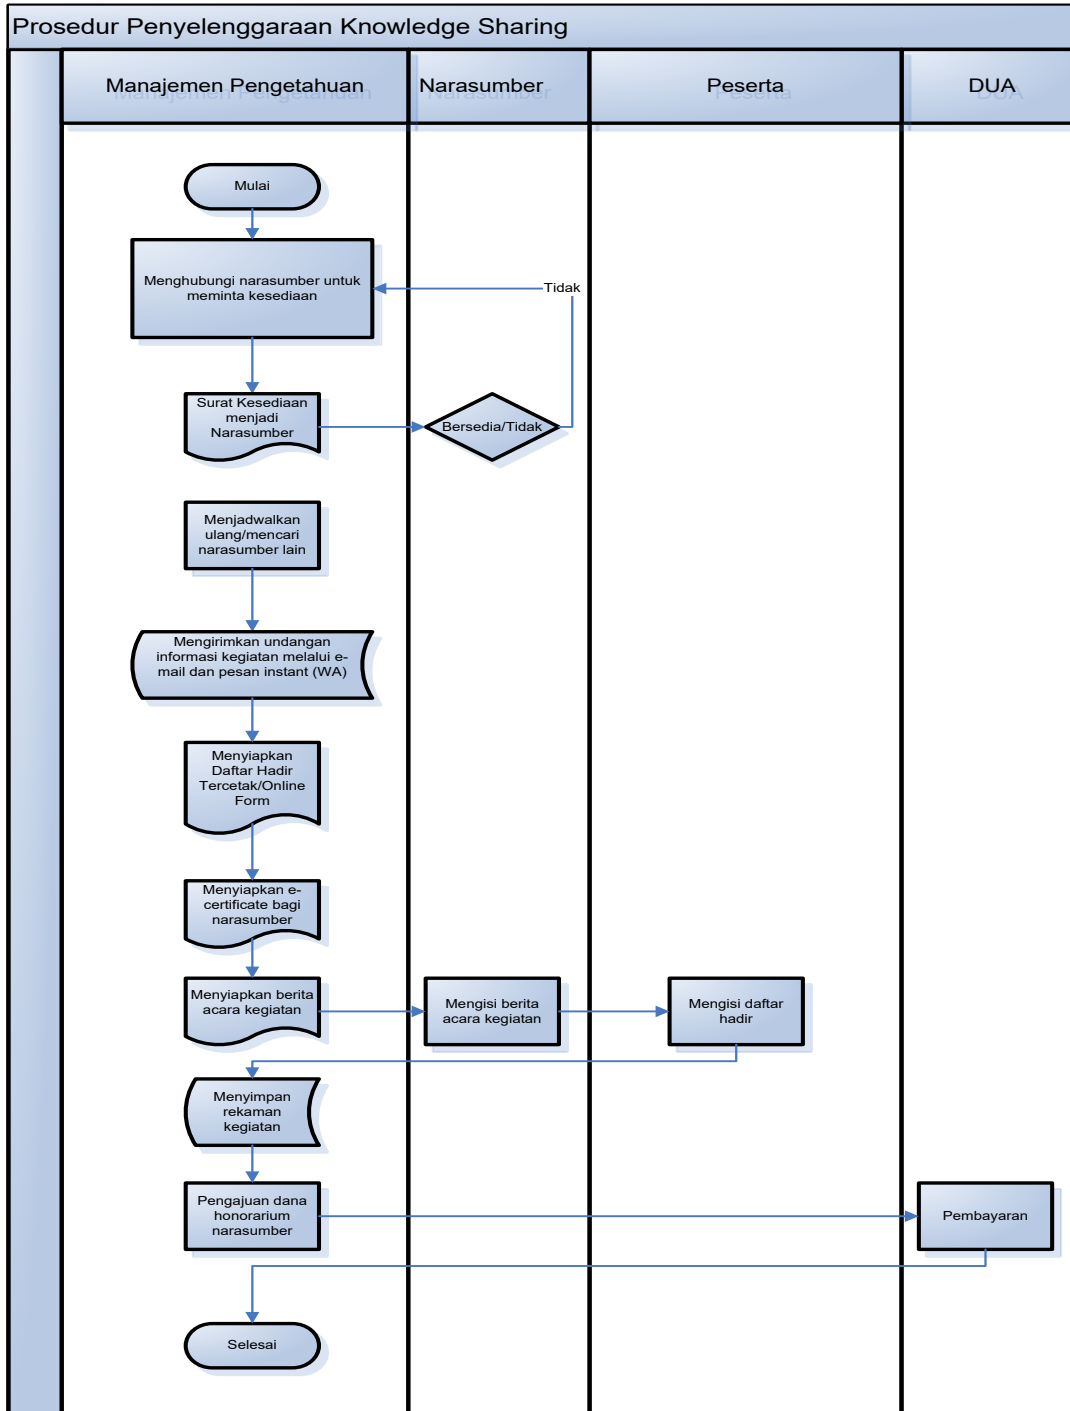 Prosedur Penyelenggaraan Knowledge Sharing
Manajemen Pengetahuan
Narasumber
Peserta
DUA
Mulai
Menghubungi narasumber untuk
meminta kesediaan
Tidak
Surat Kesediaan
menjadi
Narasumber
Bersedia/Tidak
Menjadwalkan
ulang/mencari
narasumber lain
Mengirimkan undangan
informasi kegiatan melalui e-
mail dan pesan instant (WA)
Menyiapkan
Daftar Hadir
Tercetak/Online
Form
Menyiapkan e-
certificate bagi
narasumber
Menyiapkan berita
acara kegiatan
Mengisi berita
acara kegiatan
Mengisi daftar
hadir
Menyimpan
rekaman
kegiatan
Pengajuan dana
honorarium
narasumber
Pembayaran
Selesai